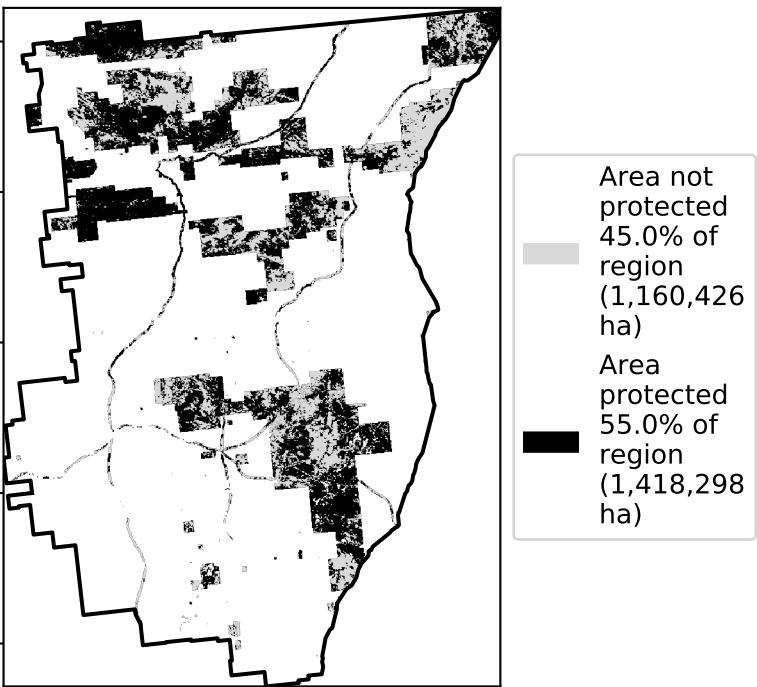 Area not
protected
45.0% of
region
(1,160,426
ha)
Area
protected
55.0% of
region
(1,418,298
ha)